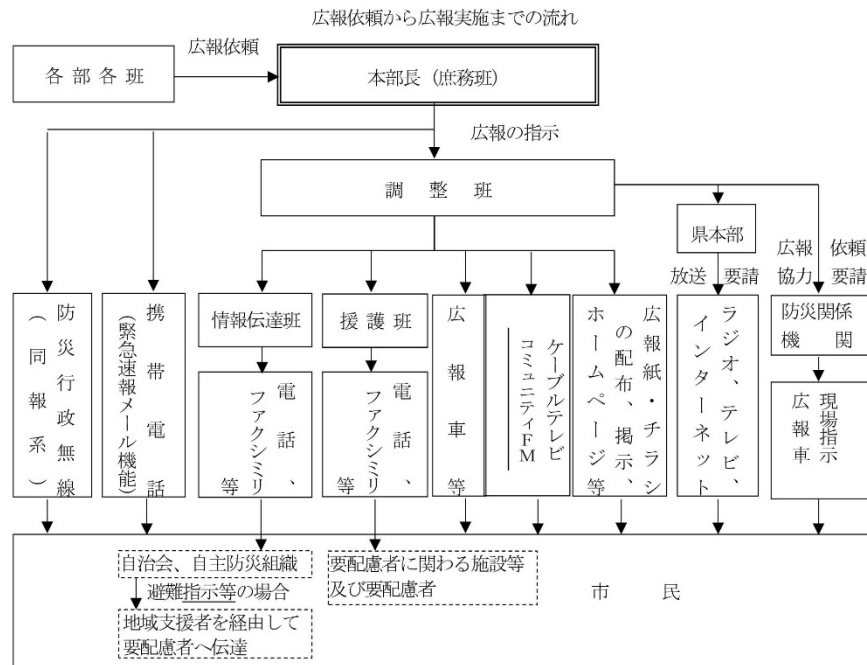 広報依頼から広報実施までの流れ
広報依頼
各部各班
本部長(庶務班)
広報の指示
調整班
県本部
広報 依頼
放送 要請
協力 要請
防災行政無線
(同報系)
携帯電話
(緊急速報メール機能)
情報伝達班
電話、
ファクシミリ
等
援護班
電話、
ファクシミリ
等
広報車等
ケーブルテレビ
コミュニティFM
広報紙・チラシ
の配布、掲示、
ホームページ等
ラジオ、テレビ、
インターネット
防災関係
機関
現場指示
広報車
自治会、自主防災組織
避難指示等の場合
地域支援者を経由して
要配慮者へ伝達
要配慮者に関わる施設等
及び要配慮者
市民